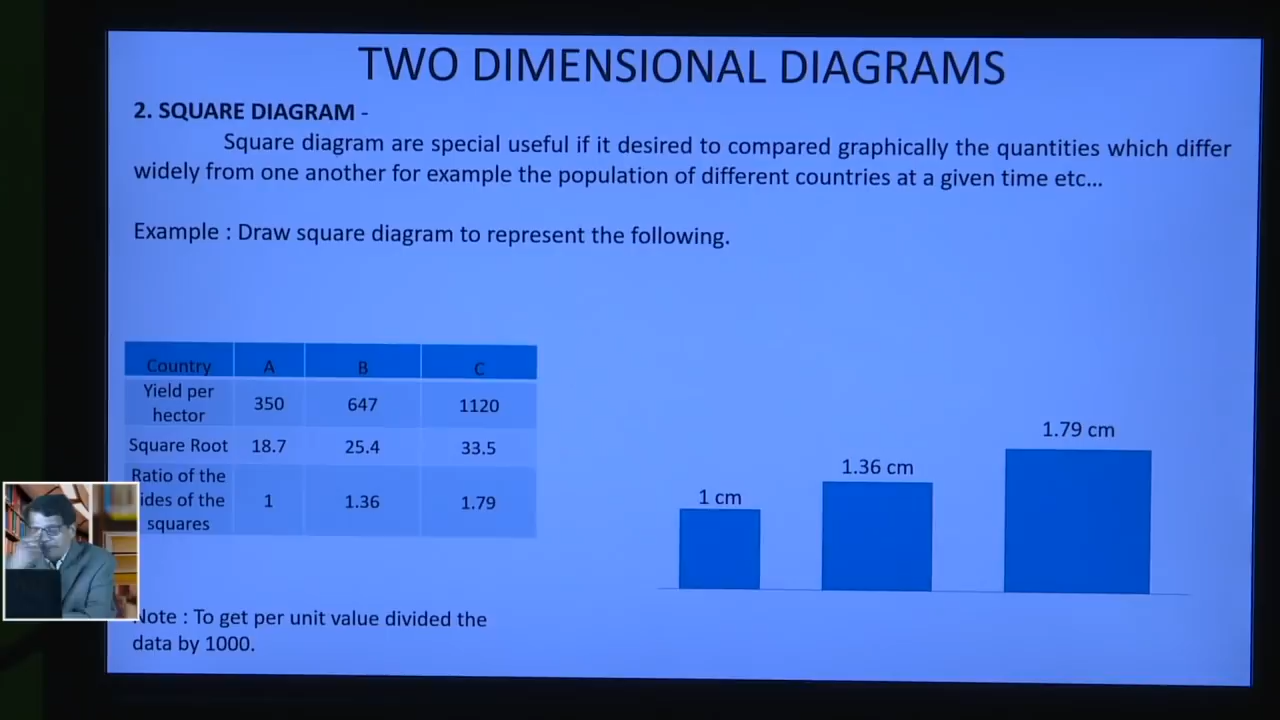 TWO DIMENSIONAL DIAGRAMS
2. SQUARE DIAGRAM -
Square diagram are special useful if it desired to compared graphically the quantities which differ
widely from one another for example the population of different countries at a given time etc...
Example : Draw square diagram to represent the following.
Country A B C
Yield per
hector 350 647 1120
Square Root 18.7 25.4 33.5
Ratio of the
ides of the
squares 1 1.36 1.79
1 cm
1.36 cm
1.79 cm
Note : To get per unit value divided the
data by 1000.